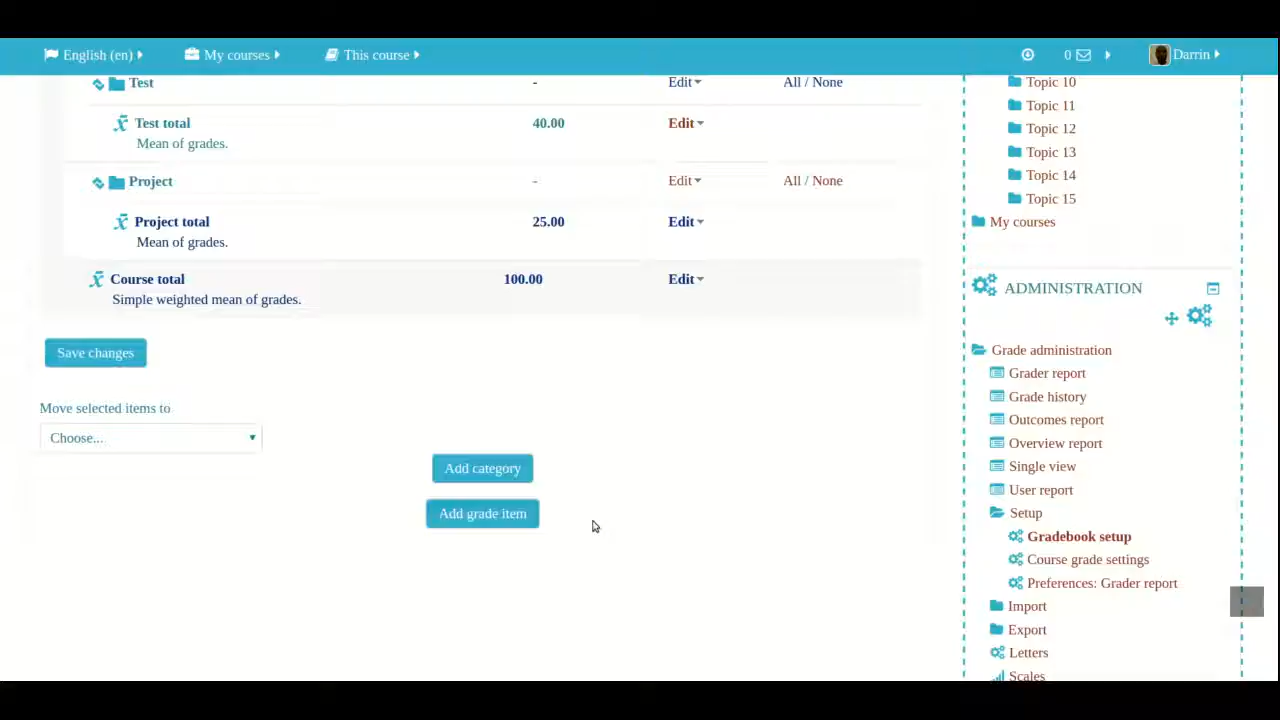 English (en) My courses This course 0 Darrin
Test - Edit All / None
Test total 40.00 Edit
Mean of grades.
Project - Edit All / None
Project total 25.00 Edit
Mean of grades.
Course total 100.00 Edit
Simple weighted mean of grades.
Save changes
Move selected items to
Choose...
Add category
Add grade item
Topic 10
Topic 11
Topic 12
Topic 13
Topic 14
Topic 15
My courses
ADMINISTRATION
Grade administration
Grader report
Grade history
Outcomes report
Overview report
Single view
User report
Setup
Gradebook setup
Course grade settings
Preferences: Grader report
Import
Export
Letters
Scales